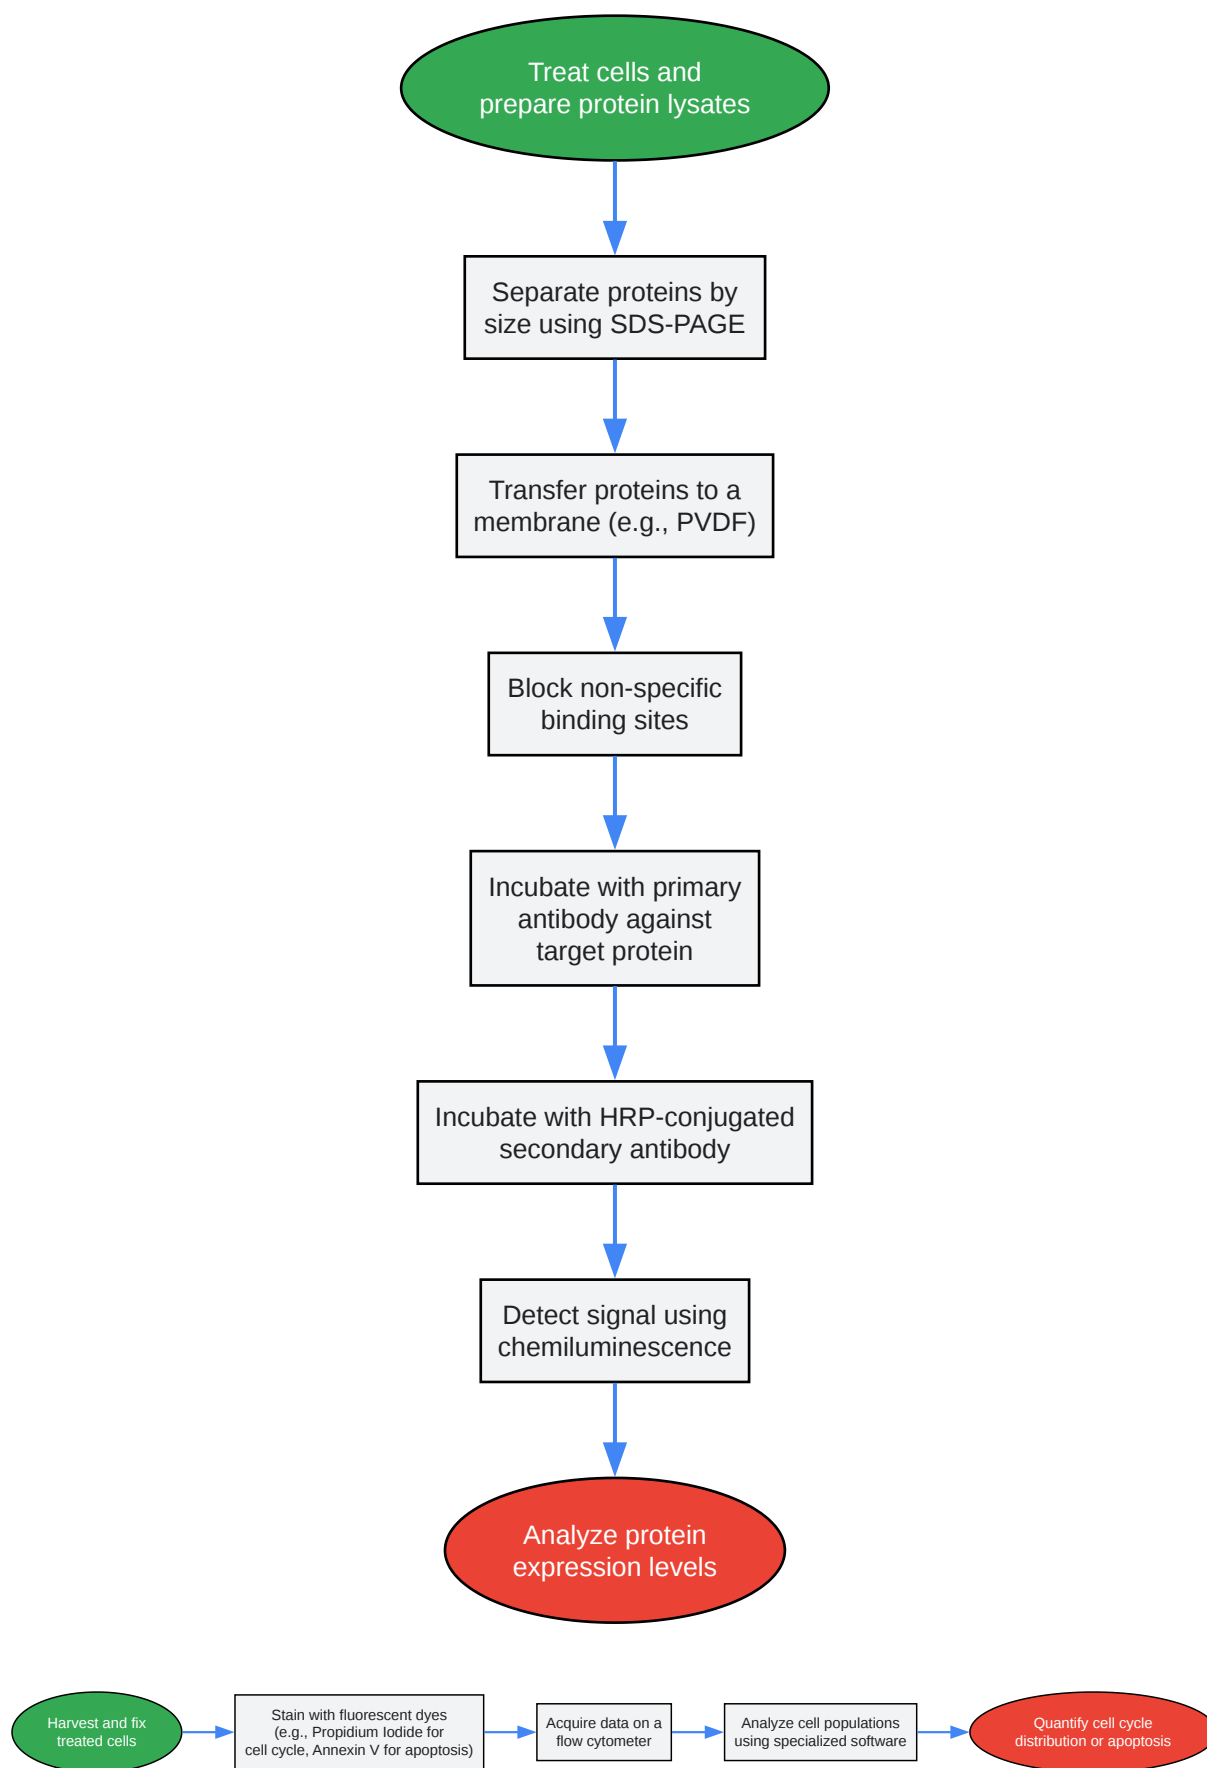 Treat cells and
prepare protein lysates
Separate proteins by
size using SDS-PAGE
Transfer proteins to a
membrane (e.g., PVDF)
Block non-specific
binding sites
Incubate with primary
antibody against
target protein
Incubate with HRP-conjugated
secondary antibody
Detect signal using
chemiluminescence
Analyze protein
expression levels
Harvest and fix
treated cells
Stain with fluorescent dyes
(e.g., Propidium Iodide for
cell cycle, Annexin V for apoptosis)
Acquire data on a
flow cytometer
Analyze cell populations
using specialized software
Quantify cell cycle
distribution or apoptosis